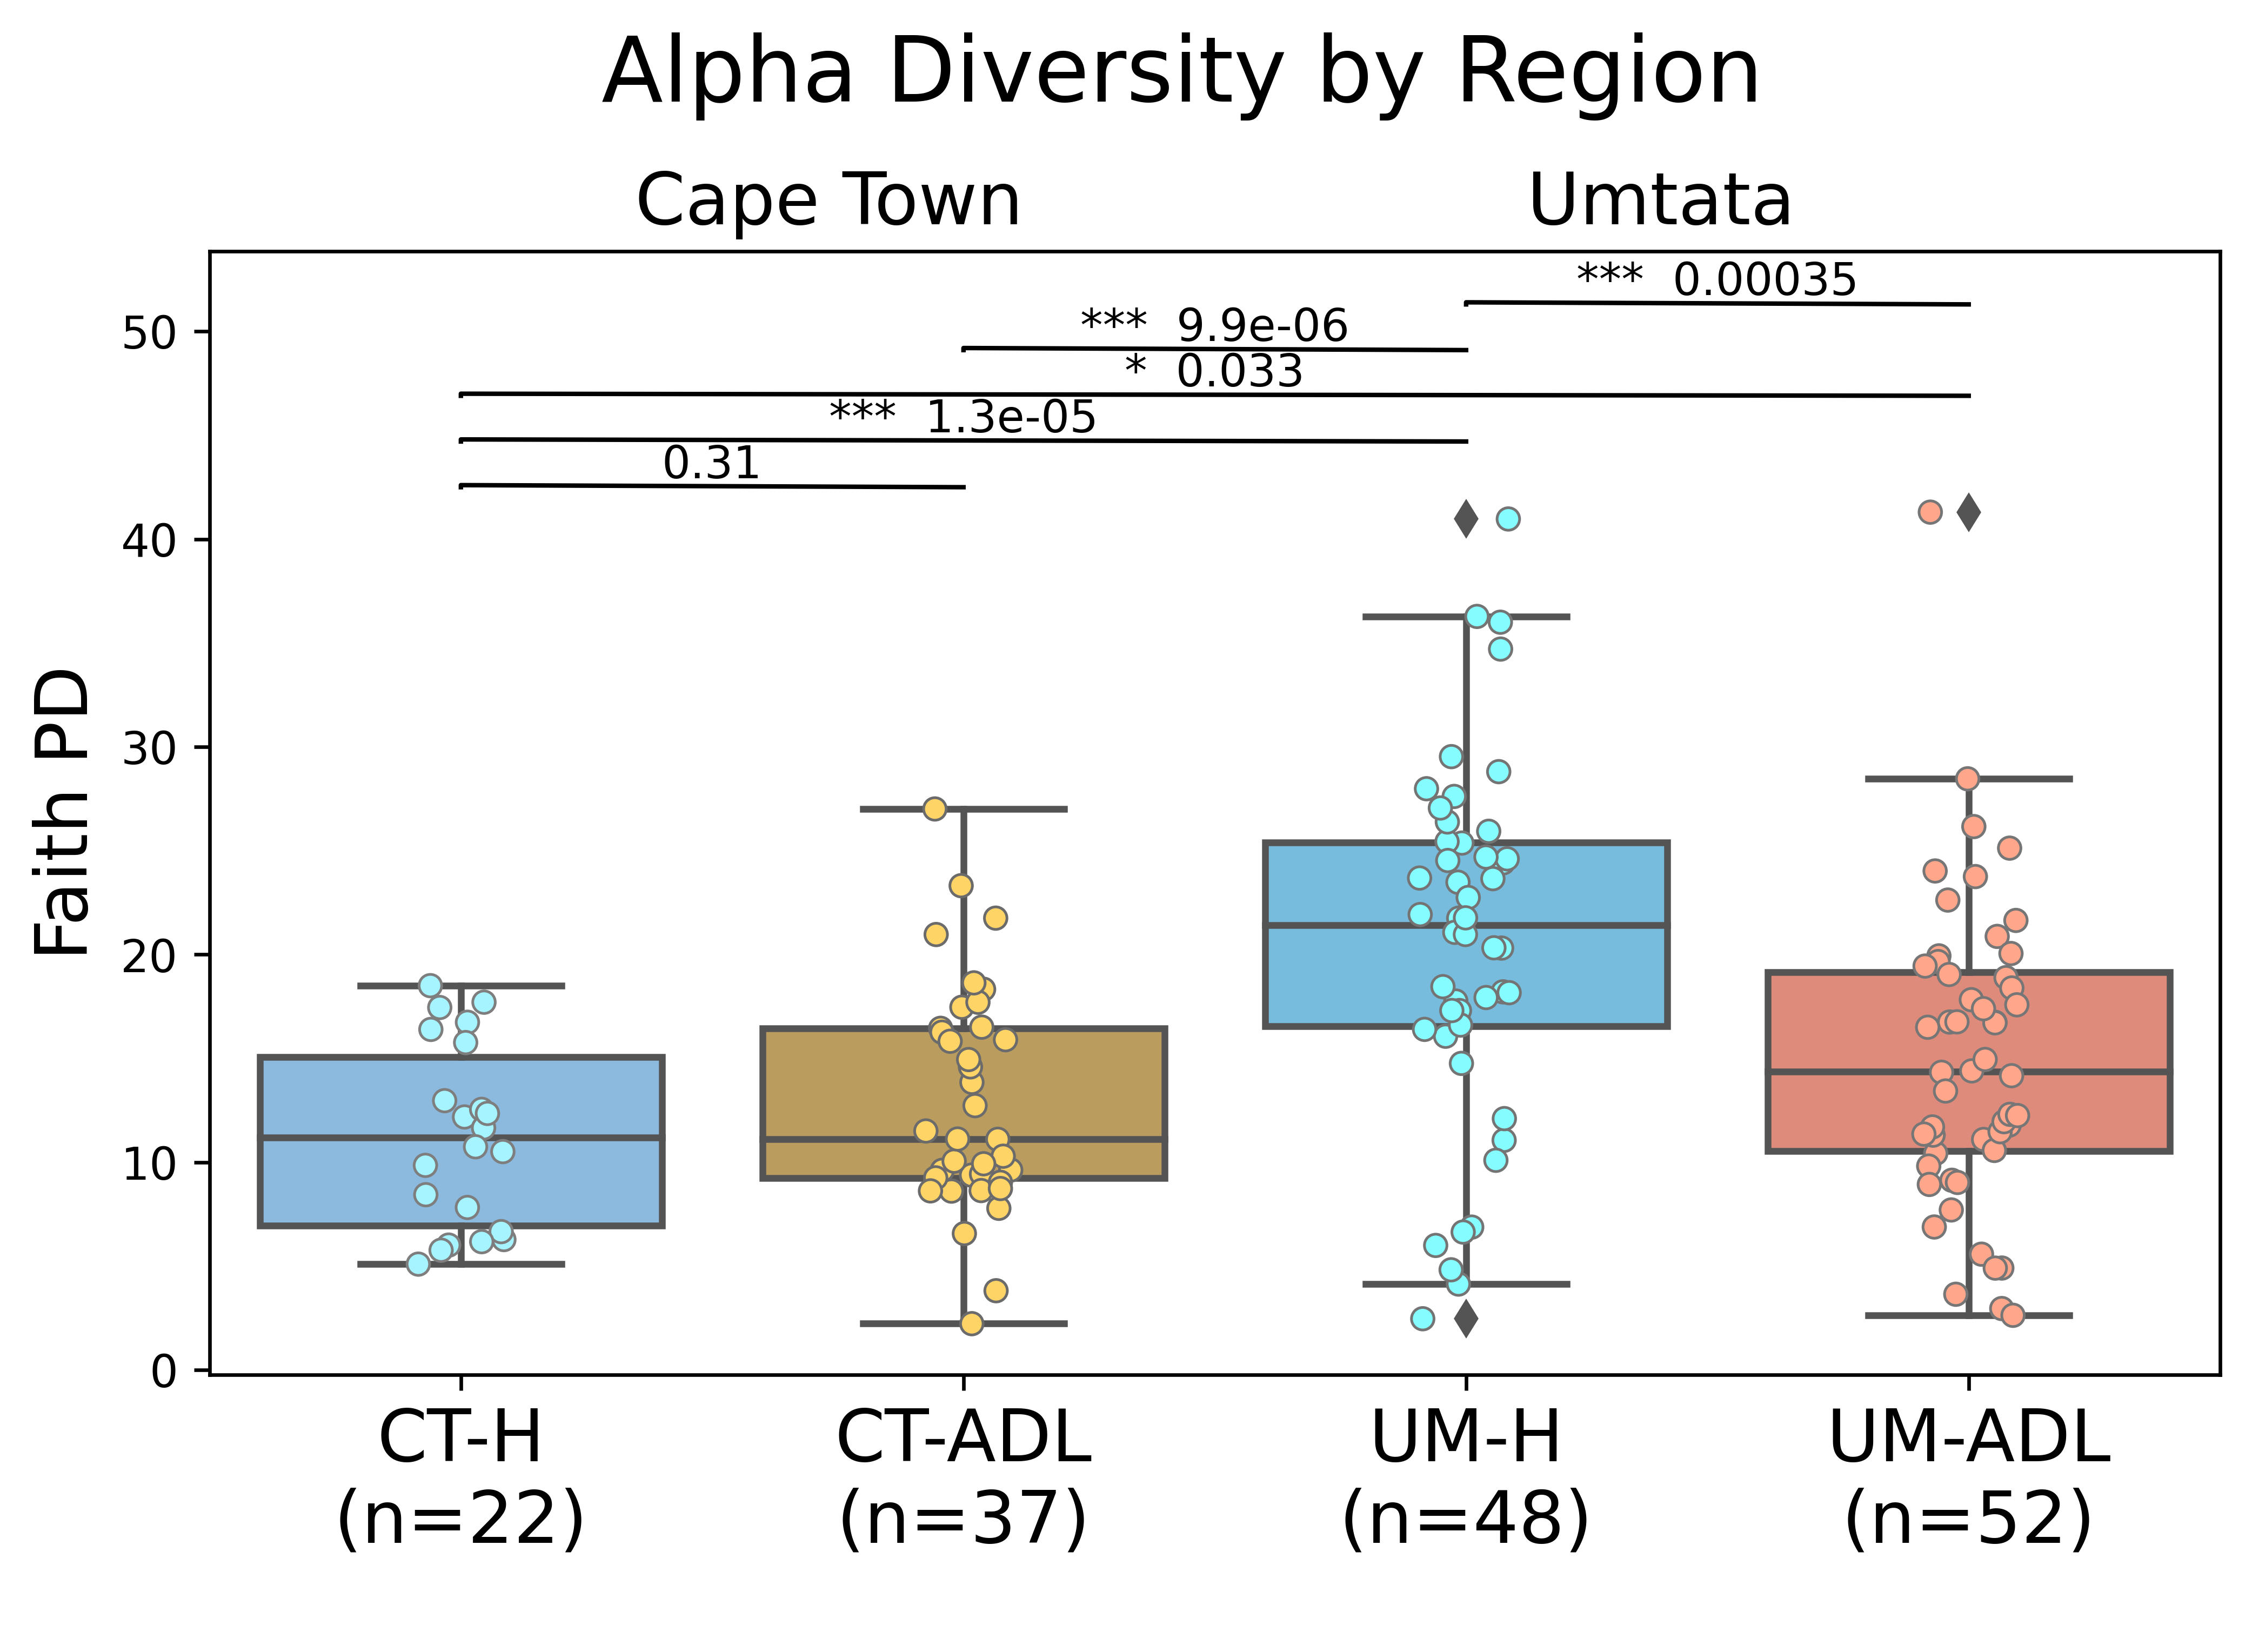 Alpha Diversity by Region
Cape Town Umtata
*** 0.00035
*** 9.9e-06
* 0.033
*** 1.3e-05
0.31
Faith PD
50
40
30
20
10
0
CT-H CT-ADL UM-H UM-ADL
(n=22) (n=37) (n=48) (n=52)